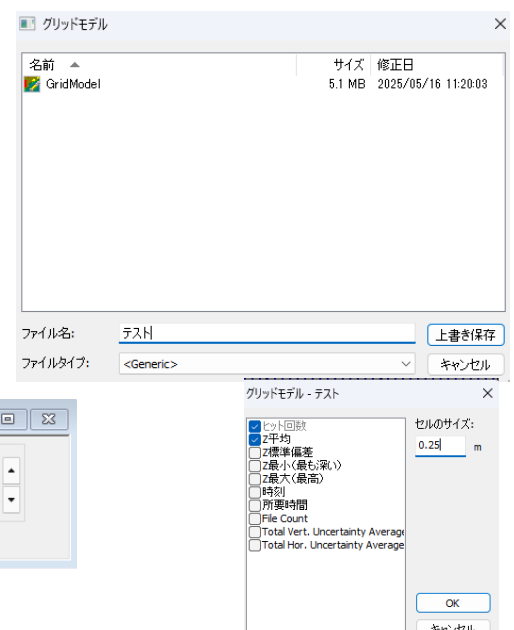 グリッドモデル
名前 サイズ 修正日
GridModel 5.1 MB 2025/05/16 11:20:03
ファイル名: テスト 上書き保存
ファイルタイプ: <Generic> キャンセル
グリッドモデル - テスト
ヒット回数
Z平均
Z標準偏差
Z最小(最も深い)
Z最大(最高)
時刻
所要時間
File Count
Total Vert. Uncertainty Average
Total Hor. Uncertainty Average
セルのサイズ:
0.25 m
OK
キャンセル